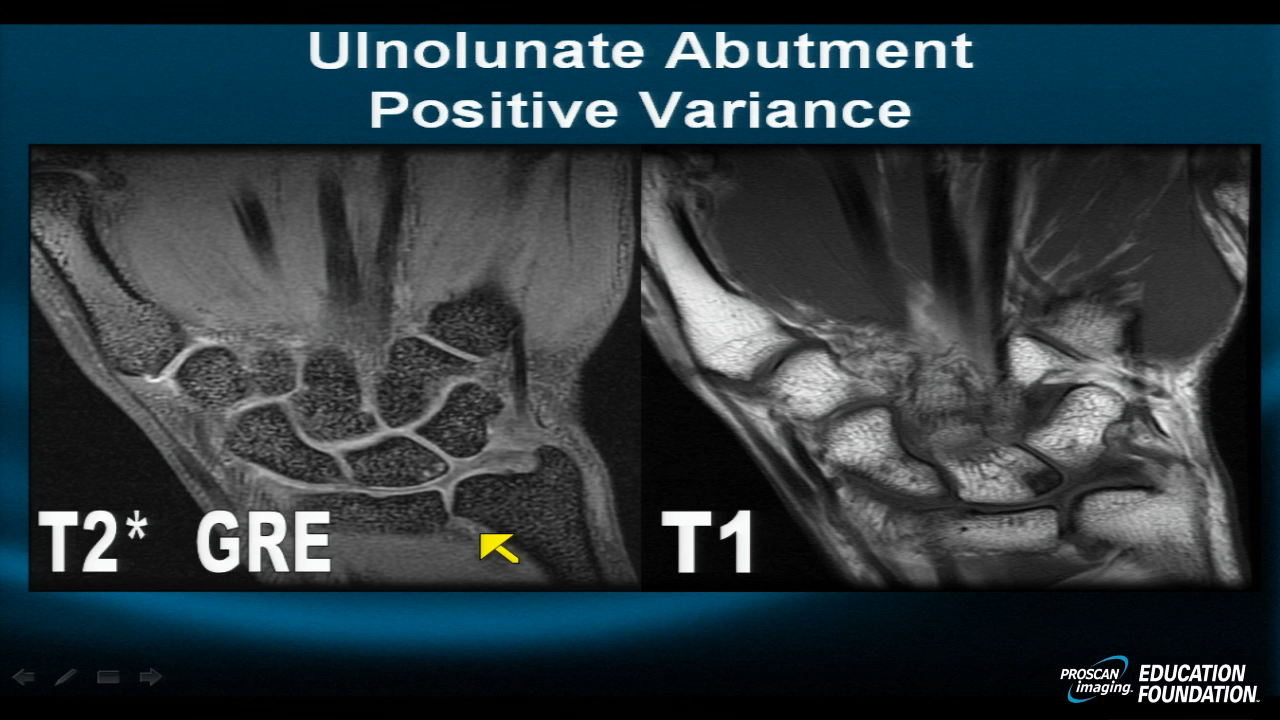 Ulnolunate Abutment
Positive Variance
T2* GRE
T1
PROSCAN
imaging.
EDUCATION
FOUNDATION